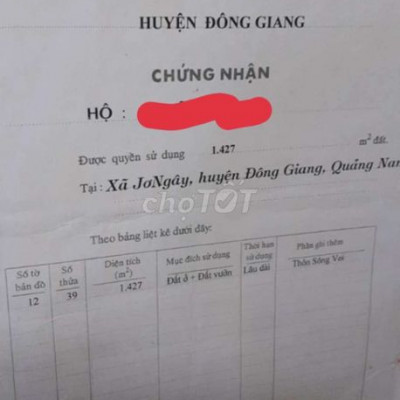 HUYỆN ĐÔNG GIANG
CHỨNG NHẬN
HỘ :
Được quyền sử dụng 1.427 m² đất.
Tại : Xã JơNgây, huyện Đông Giang, Quảng Nam
chợTỐT
Theo bảng liệt kê dưới đây:
Số tờ bản đồ Số thửa Diện tích (m²) Mục đích sử dụng Thời hạn sử dụng Phần ghi thêm
12 39 1.427 Đất ở + Đất vườn Lâu dài Thôn Sông Voi